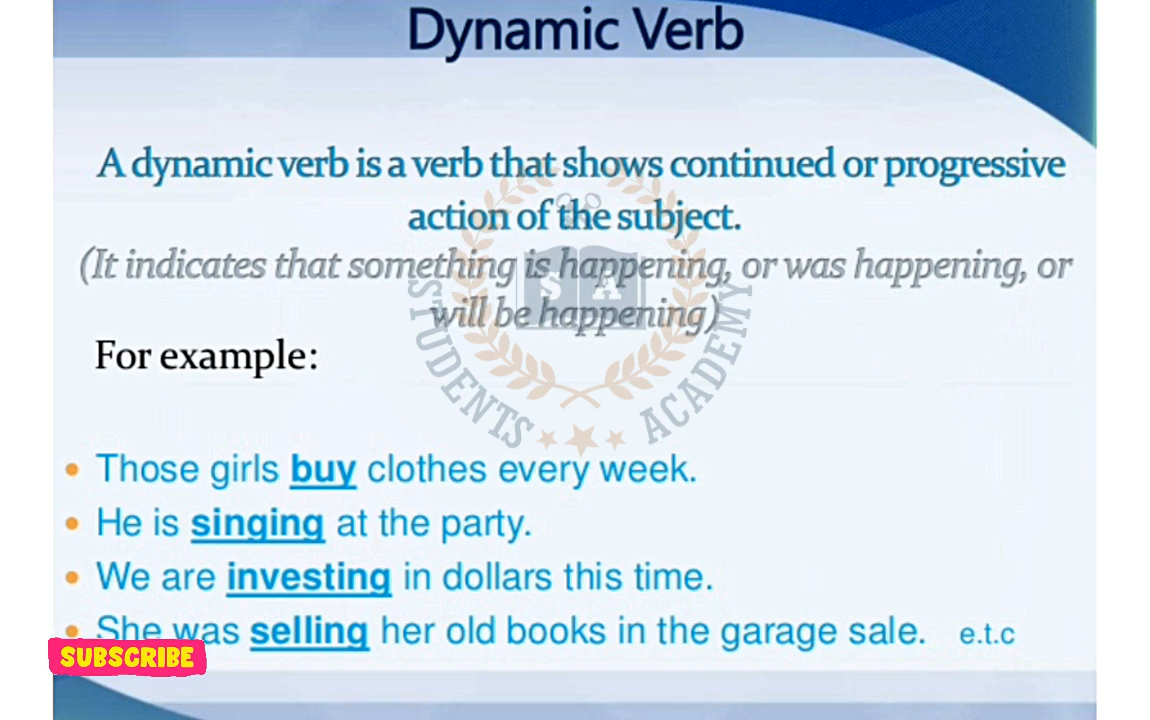 Dynamic Verb
A dynamic verb is a verb that shows continued or progressive
action of the subject.
(It indicates that something is happening, or was happening, or
will be happening)
For example:
S A
STUDENTS ACADEMY
• Those girls buy clothes every week.
• He is singing at the party.
• We are investing in dollars this time.
• She was selling her old books in the garage sale. e.t.c
SUBSCRIBE